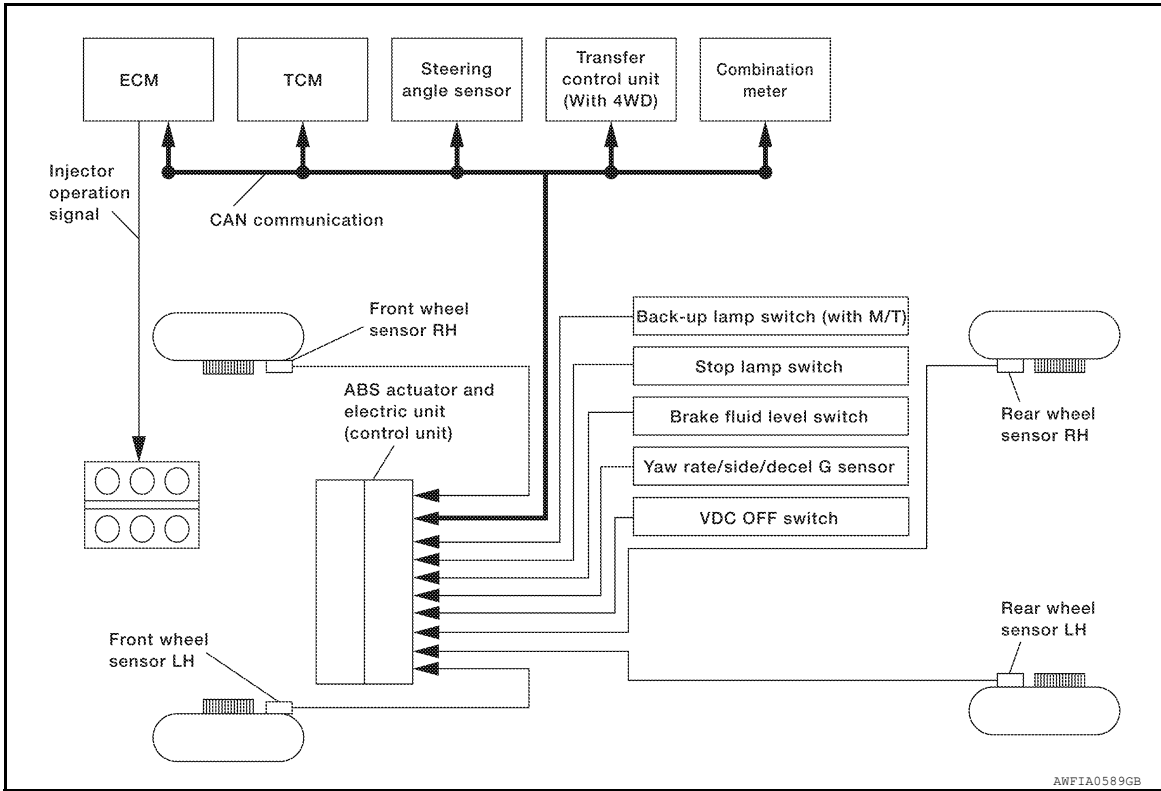 ECM
TCM
Steering
angle sensor
Transfer
control unit
(With 4WD)
Combination
meter
Injector
operation
signal
CAN communication
Front wheel
sensor RH
ABS actuator and
electric unit
(control unit)
Back-up lamp switch (with M/T)
Stop lamp switch
Brake fluid level switch
Yaw rate/side/decel G sensor
VDC OFF switch
Rear wheel
sensor RH
Front wheel
sensor LH
Rear wheel
sensor LH
AWFIA0589GB